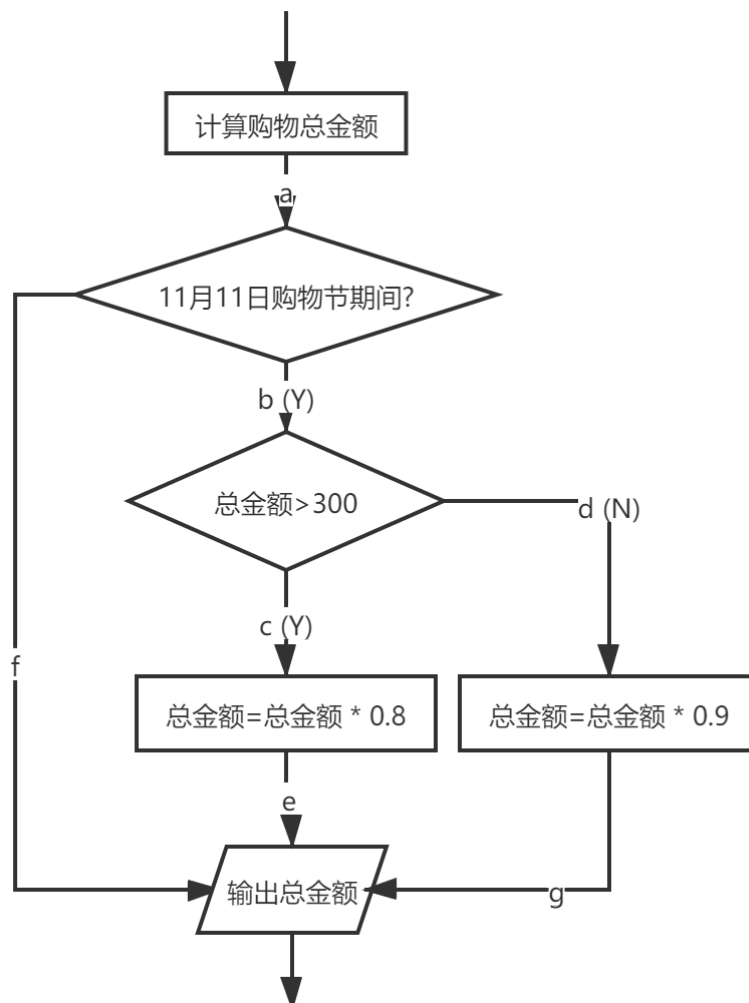 计算购物总金额
a
11月11日购物节期间?
b (Y)
总金额>300
d (N)
c (Y)
f
总金额=总金额 * 0.8
总金额=总金额 * 0.9
e
输出总金额
g